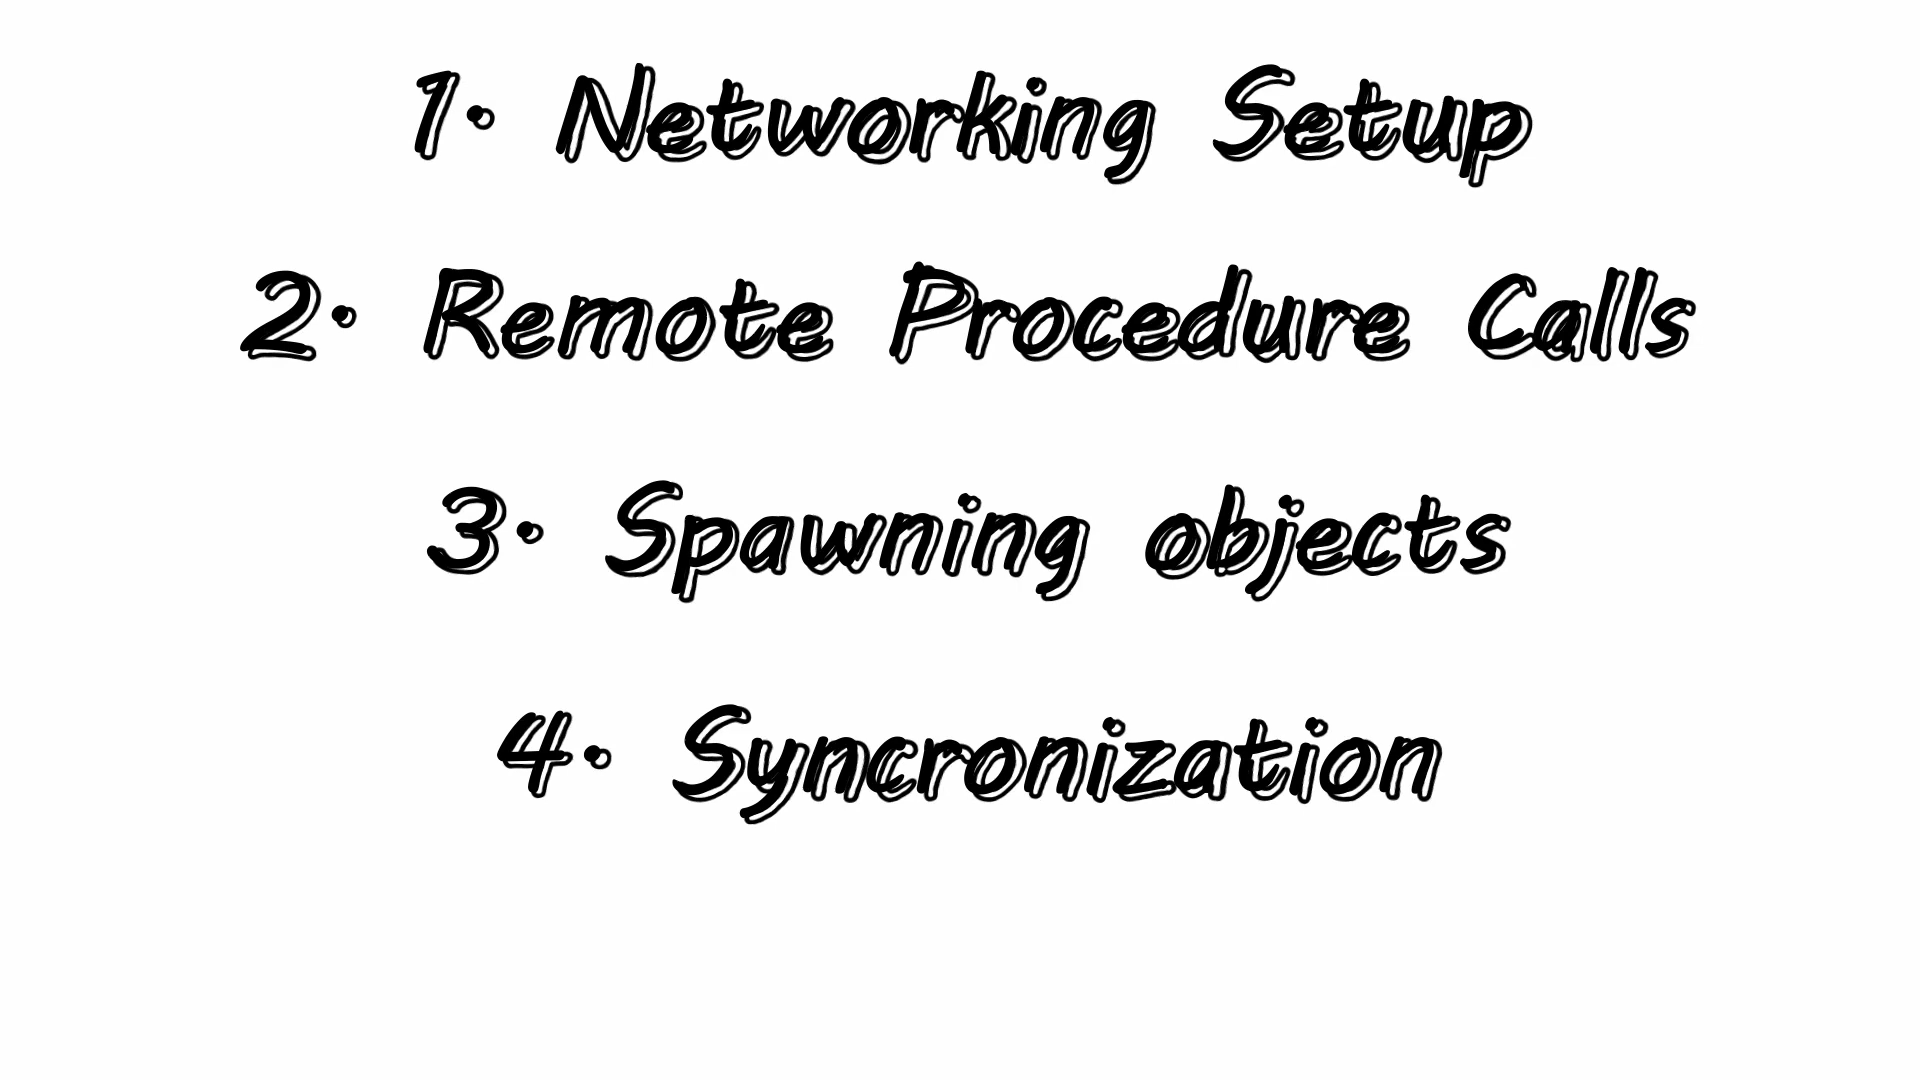 1. Networking Setup
2. Remote Procedure Calls
3. Spawning objects
4. Syncronization